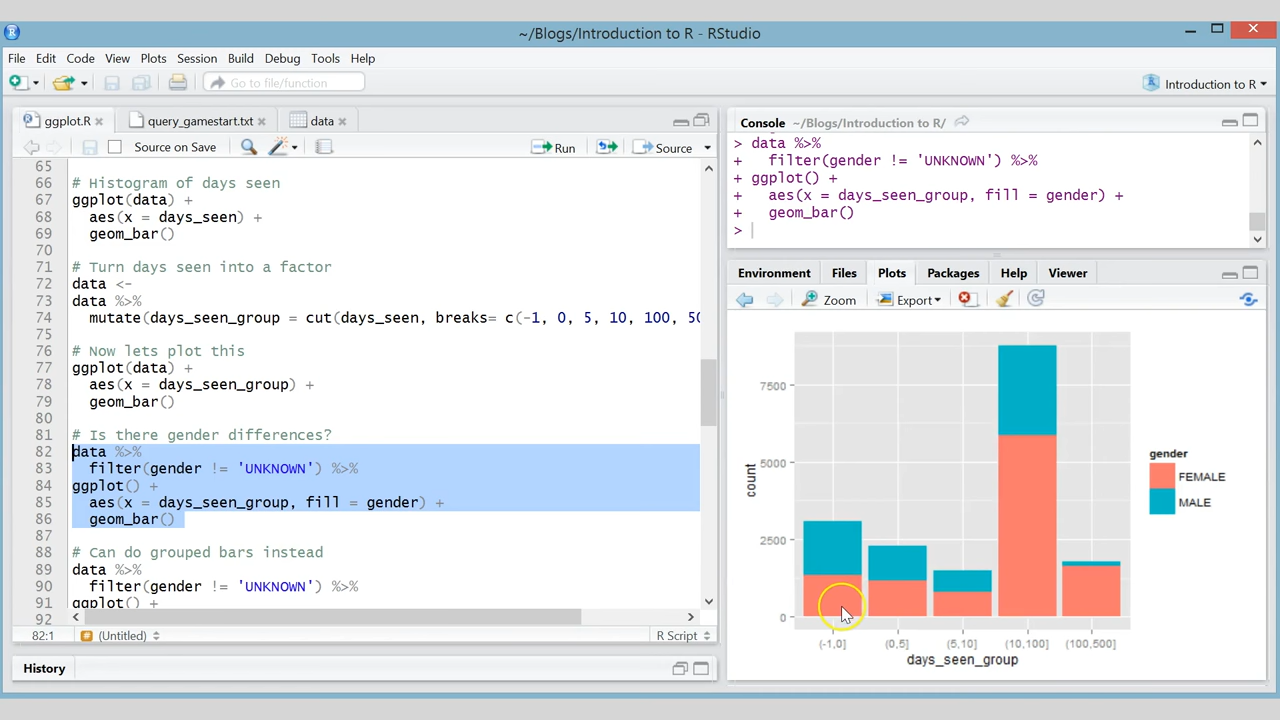 ~/Blogs/Introduction to R - RStudio
File Edit Code View Plots Session Build Debug Tools Help
Go to file/function
Introduction to R
ggplot.R query_gamestart.txt data
Source on Save Run Source
65
66 # Histogram of days seen
67 ggplot(data) +
68 aes(x = days_seen) +
69 geom_bar()
70
71 # Turn days seen into a factor
72 data <-
73 data %>%
74 mutate(days_seen_group = cut(days_seen, breaks= c(-1, 0, 5, 10, 100, 50
75
76 # Now lets plot this
77 ggplot(data) +
78 aes(x = days_seen_group) +
79 geom_bar()
80
81 # Is there gender differences?
82 data %>%
83 filter(gender != 'UNKNOWN') %>%
84 ggplot() +
85 aes(x = days_seen_group, fill = gender) +
86 geom_bar()
87
88 # Can do grouped bars instead
89 data %>%
90 filter(gender != 'UNKNOWN') %>%
91 ggplot() +
92
82:1 (Untitled) R Script
History
Console ~/Blogs/Introduction to R/
> data %>%
+ filter(gender != 'UNKNOWN') %>%
+ ggplot() +
+ aes(x = days_seen_group, fill = gender) +
+ geom_bar()
>
Environment Files Plots Packages Help Viewer
Zoom Export
7500
5000
2500
0
count
(-1,0] (0,5] (5,10] (10,100] (100,500]
days_seen_group
gender
FEMALE
MALE